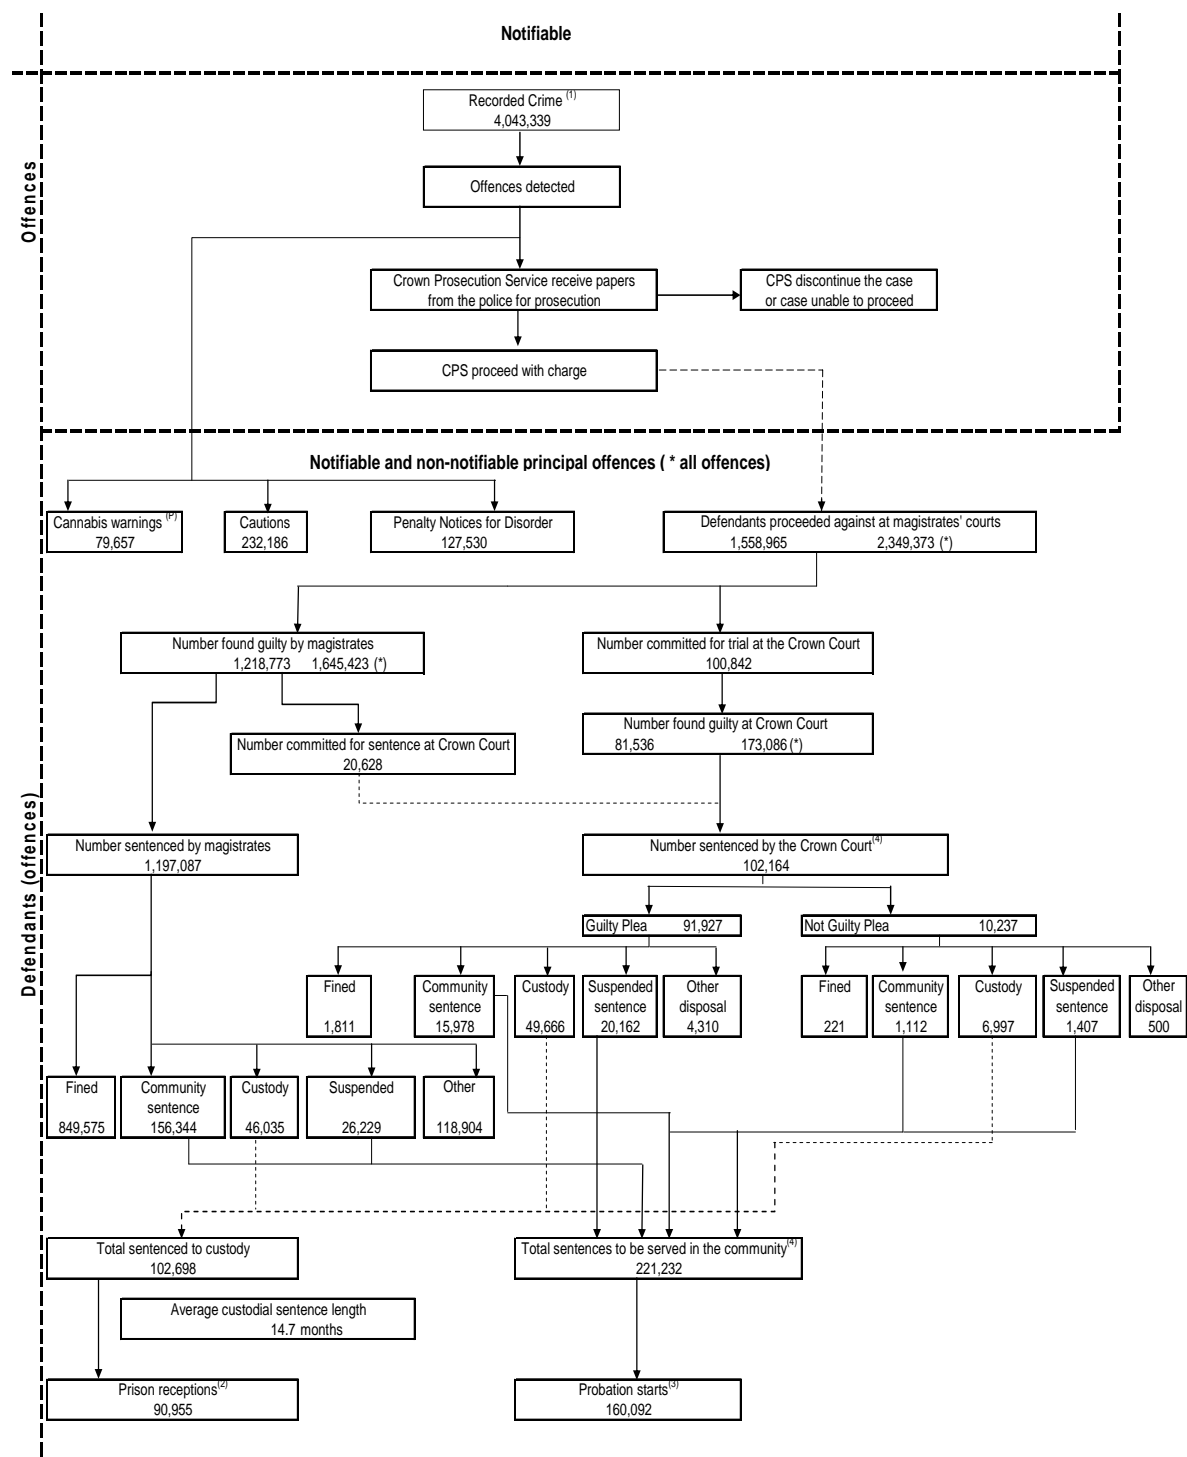 Notifiable
Offences
Recorded Crime (1)
4,043,339
Offences detected
Crown Prosecution Service receive papers
from the police for prosecution
CPS discontinue the case
or case unable to proceed
CPS proceed with charge
Defendants (offences)
Notifiable and non-notifiable principal offences ( * all offences)
Cannabis warnings (P)
79,657
Cautions
232,186
Penalty Notices for Disorder
127,530
Defendants proceeded against at magistrates' courts
1,558,965 2,349,373 (*)
Number found guilty by magistrates
1,218,773 1,645,423 (*)
Number committed for trial at the Crown Court
100,842
Number committed for sentence at Crown Court
20,628
Number found guilty at Crown Court
81,536 173,086 (*)
Number sentenced by magistrates
1,197,087
Number sentenced by the Crown Court(4)
102,164
Guilty Plea 91,927
Not Guilty Plea 10,237
Fined
1,811
Community
sentence
15,978
Custody
49,666
Suspended
sentence
20,162
Other
disposal
4,310
Fined
221
Community
sentence
1,112
Custody
6,997
Suspended
sentence
1,407
Other
disposal
500
Fined
849,575
Community
sentence
156,344
Custody
46,035
Suspended
26,229
Other
118,904
Total sentenced to custody
102,698
Total sentences to be served in the community(4)
221,232
Average custodial sentence length
14.7 months
Prison receptions(2)
90,955
Probation starts(3)
160,092